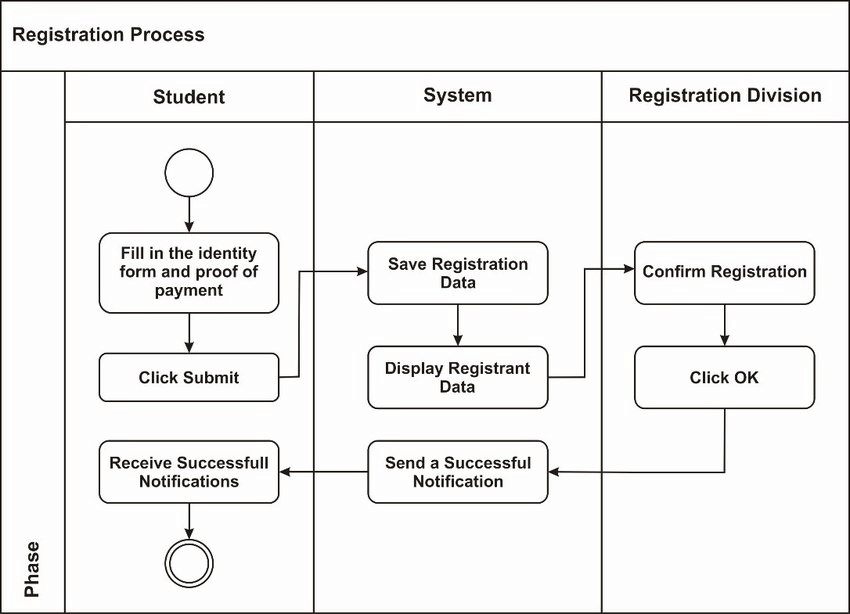 Registration Process
Student
System
Registration Division
Fill in the identity
form and proof of
payment
Click Submit
Save Registration
Data
Display Registrant
Data
Confirm Registration
Click OK
Send a Successful
Notification
Receive Successfull
Notifications
Phase